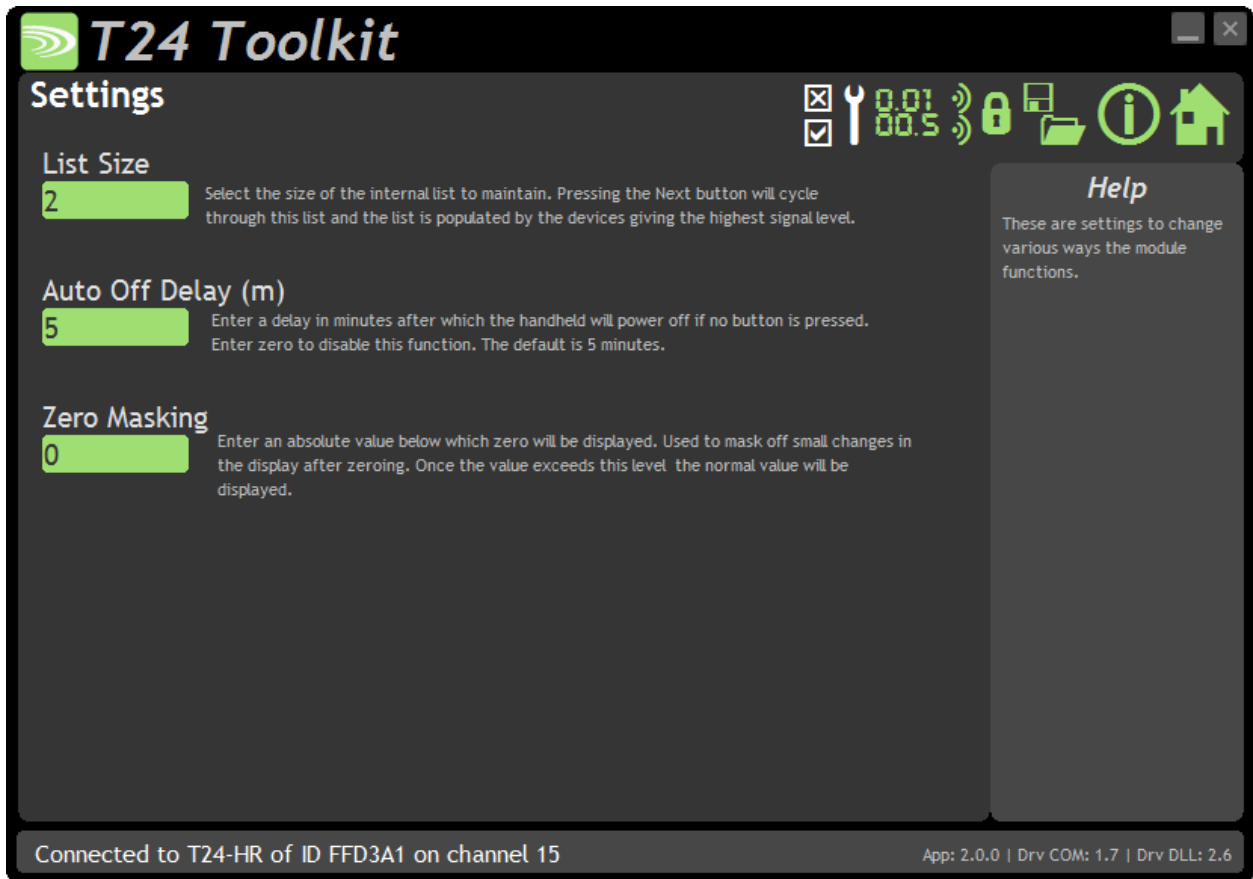 T24 Toolkit
Settings
0.01
00.5
List Size
2
Select the size of the internal list to maintain. Pressing the Next button will cycle
through this list and the list is populated by the devices giving the highest signal level.
Auto Off Delay (m)
5
Enter a delay in minutes after which the handheld will power off if no button is pressed.
Enter zero to disable this function. The default is 5 minutes.
Zero Masking
0
Enter an absolute value below which zero will be displayed. Used to mask off small changes in
the display after zeroing. Once the value exceeds this level the normal value will be
displayed.
Help
These are settings to change
various ways the module
functions.
Connected to T24-HR of ID FFD3A1 on channel 15
App: 2.0.0 | Drv COM: 1.7 | Drv DLL: 2.6